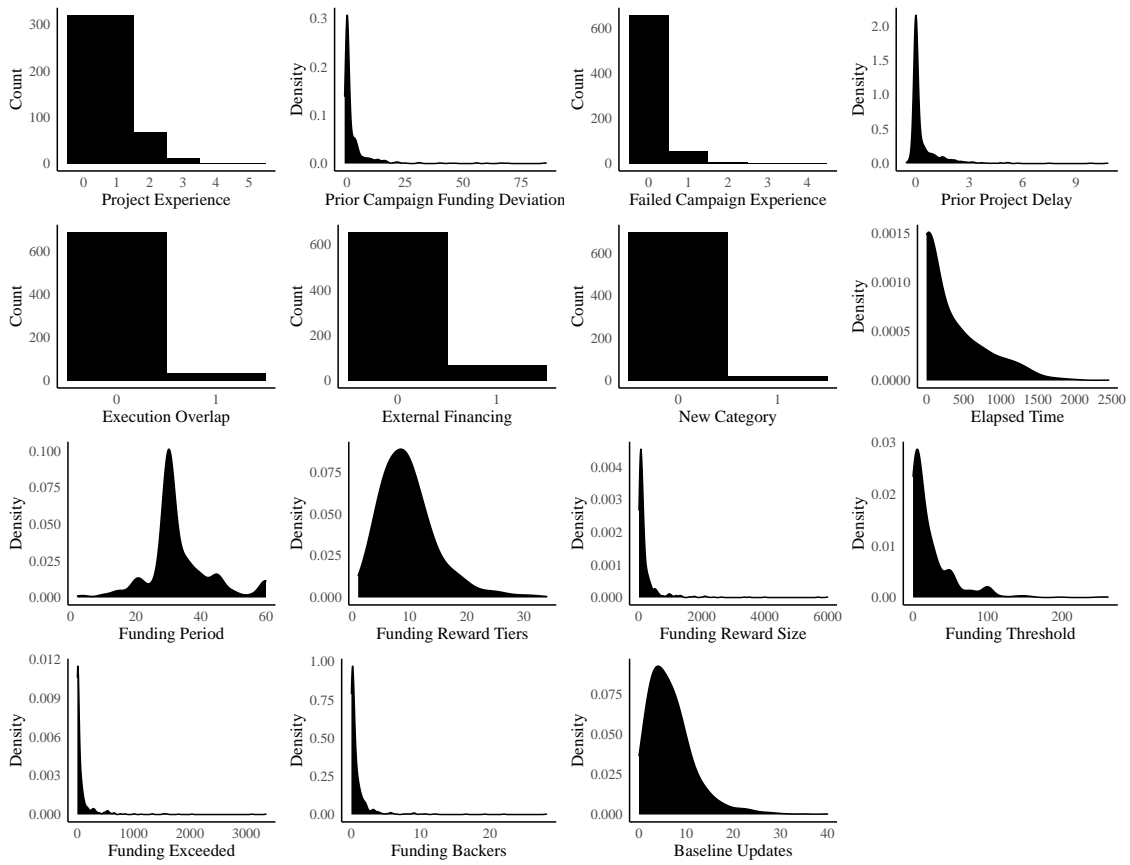 300
200
100
0
Count
0 1 2 3 4 5
Project Experience
0.3
0.2
0.1
0.0
Density
0 25 50 75
Prior Campaign Funding Deviation
600
400
200
0
Count
0 1 2 3 4
Failed Campaign Experience
2.0
1.5
1.0
0.5
0.0
Density
0 3 6 9
Prior Project Delay
600
400
200
0
Count
0 1
Execution Overlap
600
400
200
0
Count
0 1
External Financing
600
400
200
0
Count
0 1
New Category
0.0015
0.0010
0.0005
0.0000
Density
0 500 1000 1500 2000 2500
Elapsed Time
0.100
0.075
0.050
0.025
0.000
Density
20 40 60
Funding Period
0.075
0.050
0.025
0.000
Density
0 10 20 30
Funding Reward Tiers
0.004
0.003
0.002
0.001
0.000
Density
0 2000 4000 6000
Funding Reward Size
0.03
0.02
0.01
0.00
Density
0 100 200
Funding Threshold
0.012
0.009
0.006
0.003
0.000
Density
0 1000 2000 3000
Funding Exceeded
1.00
0.75
0.50
0.25
0.00
Density
0 10 20
Funding Backers
0.075
0.050
0.025
0.000
Density
0 10 20 30 40
Baseline Updates